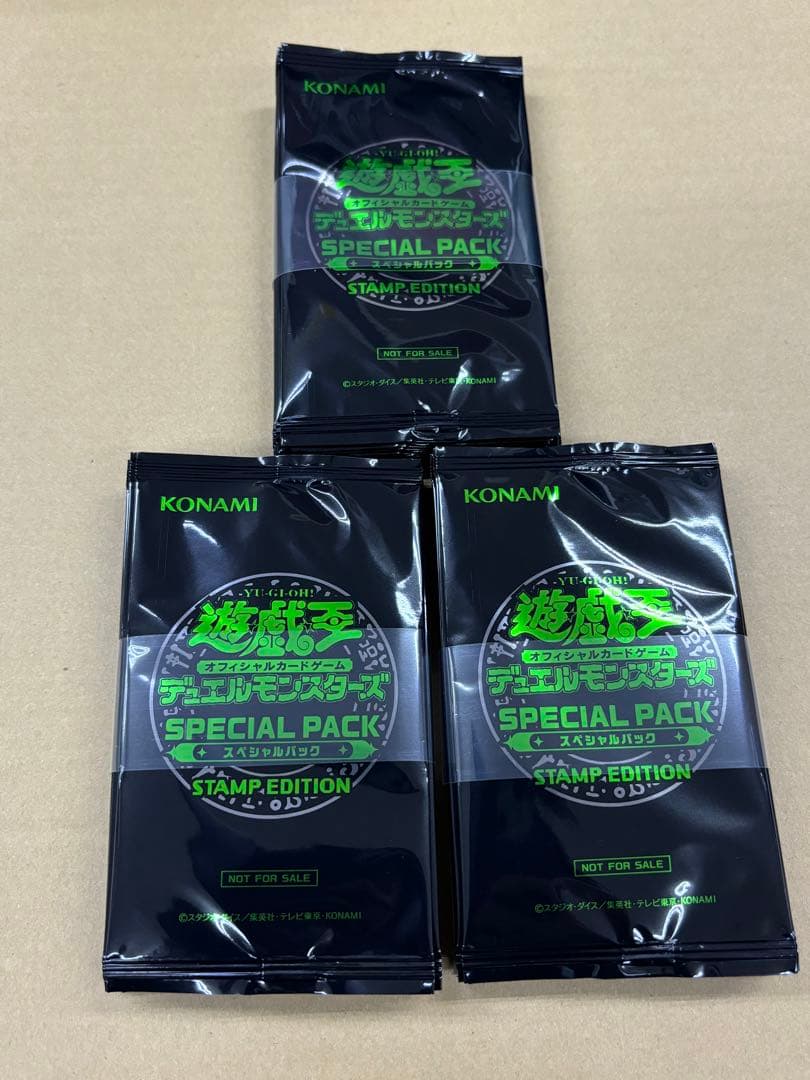 KONAMI
YU-GI-OH!
遊戯王
オフィシャルカードゲーム
デュエルモンスターズ
SPECIAL PACK
スペシャルパック
STAMP EDITION
NOT FOR SALE
©スタジオ・ダイス/集英社・テレビ東京・KONAMI
KONAMI
YU-GI-OH!
遊戯王
オフィシャルカードゲーム
デュエルモンスターズ
SPECIAL PACK
スペシャルパック
STAMP EDITION
NOT FOR SALE
©スタジオ・ダイス/集英社・テレビ東京・KONAMI
KONAMI
YU-GI-OH!
遊戯王
オフィシャルカードゲーム
デュエルモンスターズ
SPECIAL PACK
スペシャルパック
STAMP EDITION
NOT FOR SALE
©スタジオ・ダイス/集英社・テレビ東京・KONAMI